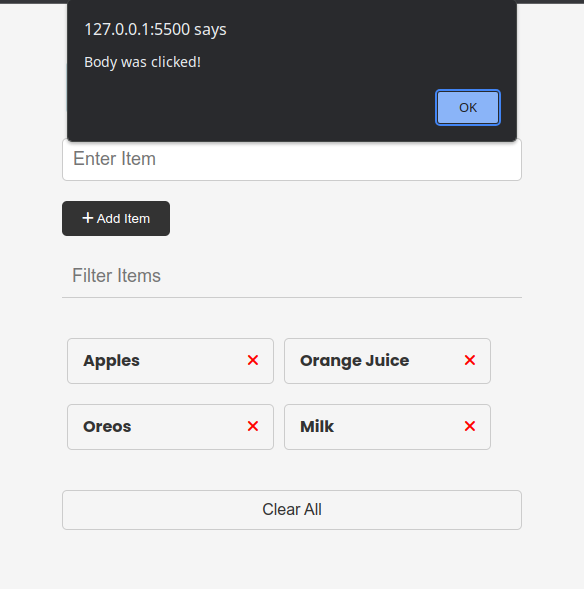 127.0.0.1:5500 says
Body was clicked!
OK
Enter Item
+ Add Item
Filter Items
Apples
Orange Juice
Oreos
Milk
Clear All